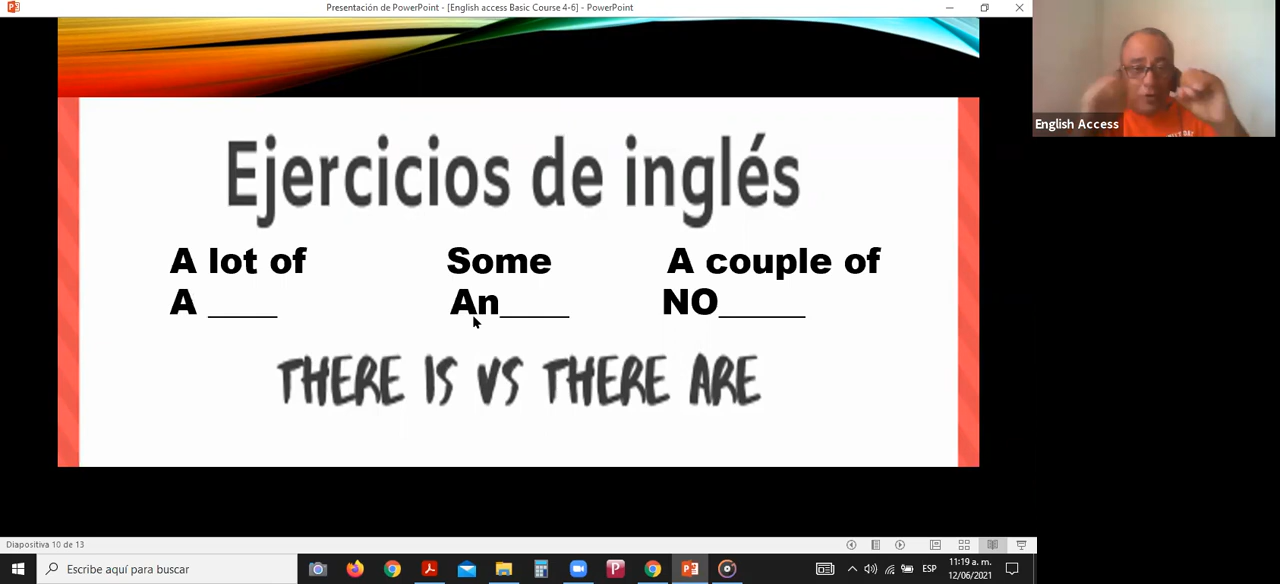 Presentación de PowerPoint - [English access Basic Course 4-6] - PowerPoint
English Access
Ejercicios de inglés
A lot of Some A couple of
A ____ An____ NO_____
THERE IS VS THERE ARE
Diapositiva 10 de 13
Escribe aquí para buscar
ESP
11:19 a. m.
12/06/2021